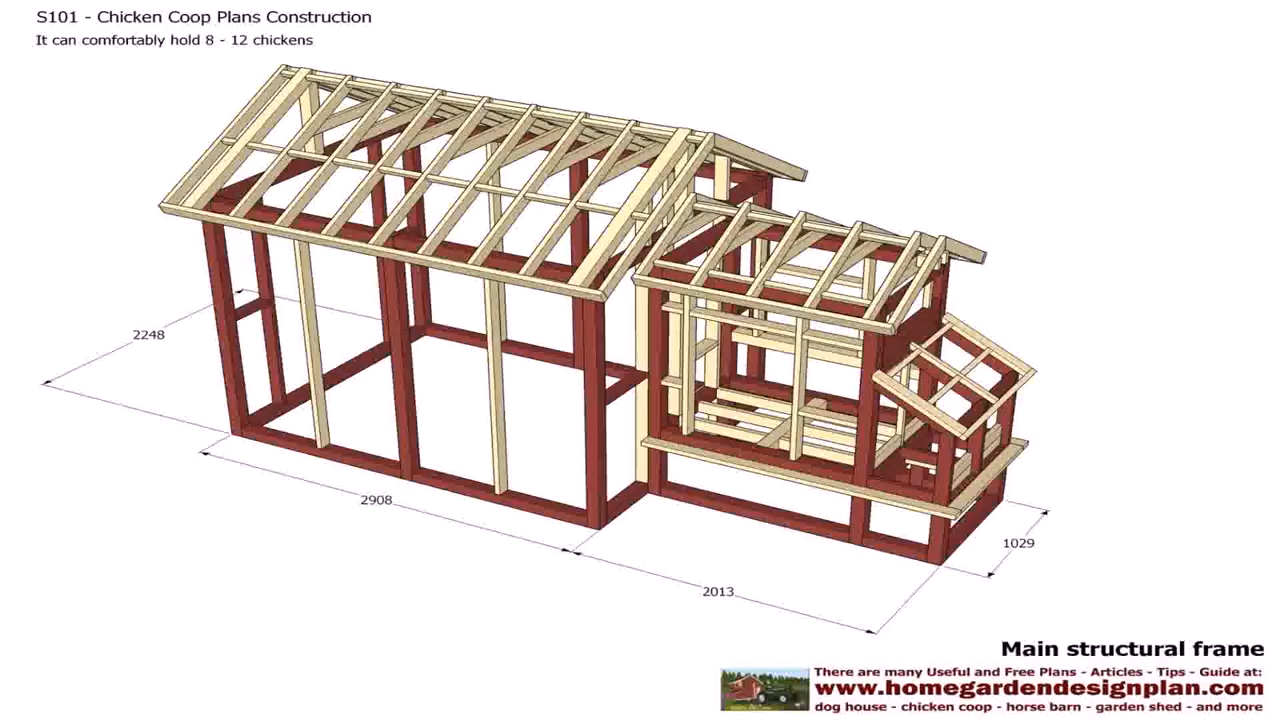 S101 - Chicken Coop Plans Construction
It can comfortably hold 8 - 12 chickens
2248
2908
1029
2013
Main structural frame
There are many Useful and Free Plans - Articles - Tips - Guide at:
www.homegardendesignplan.com
dog house - chicken coop - horse barn - garden shed - and more